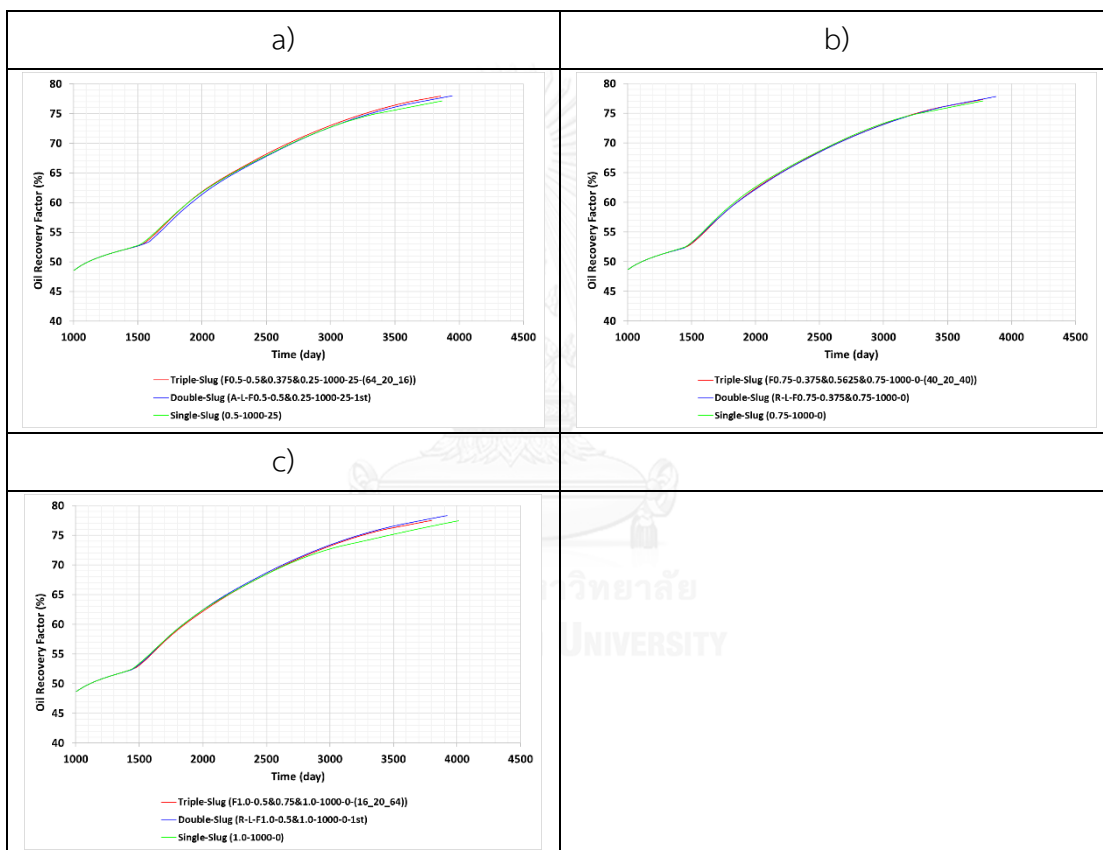 a)
b)
80
75
70
65
60
55
50
45
40
Oil Recovery Factor (%)
1000 1500 2000 2500 3000 3500 4000 4500
Time (day)
Triple-Slug (F0.5-0.5&0.375&0.25-1000-25-(64_20_16))
Double-Slug (A-L-F0.5-0.5&0.25-1000-25-1st)
Single-Slug (0.5-1000-25)
80
75
70
65
60
55
50
45
40
Oil Recovery Factor (%)
1000 1500 2000 2500 3000 3500 4000 4500
Time (day)
Triple-Slug (F0.75-0.375&0.5625&0.75-1000-0-(40_20_40))
Double-Slug (R-L-F0.75-0.375&0.75-1000-0)
Single-Slug (0.75-1000-0)
c)
80
75
70
65
60
55
50
45
40
Oil Recovery Factor (%)
1000 1500 2000 2500 3000 3500 4000 4500
Time (day)
Triple-Slug (F1.0-0.5&0.75&1.0-1000-0-(16_20_64))
Double-Slug (R-L-F1.0-0.5&1.0-1000-0-1st)
Single-Slug (1.0-1000-0)
วิทยาลัย
UNIVERSITY